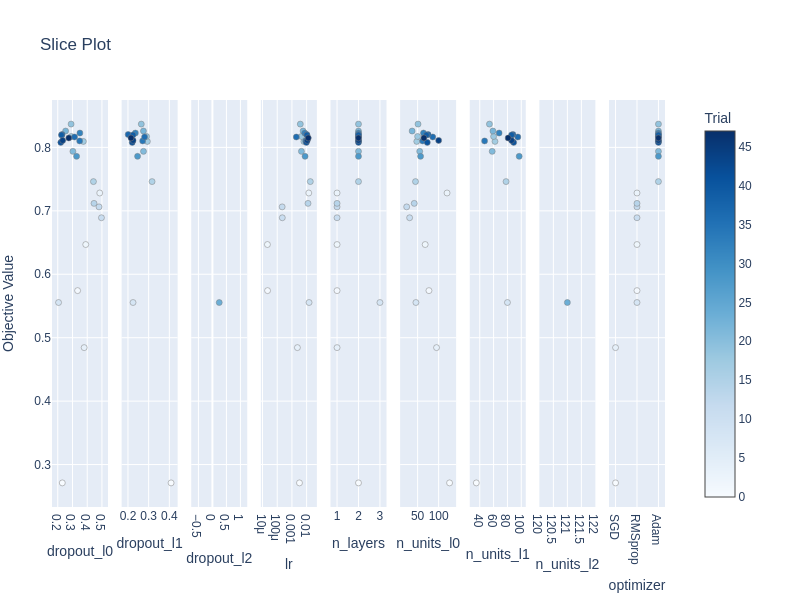 Slice Plot
Trial
Objective Value
0.8
0.7
0.6
0.5
0.4
0.3
0.2 0.3 0.4 0.5
dropout_l0
0.2 0.3 0.4
dropout_l1
−0.5 0 0.5 1
dropout_l2
10μ 100μ 0.001 0.01
lr
1 2 3
n_layers
50 100
n_units_l0
40 60 80 100
n_units_l1
120 120.5 121 121.5 122
n_units_l2
SGD RMSprop Adam
optimizer
45
40
35
30
25
20
15
10
5
0